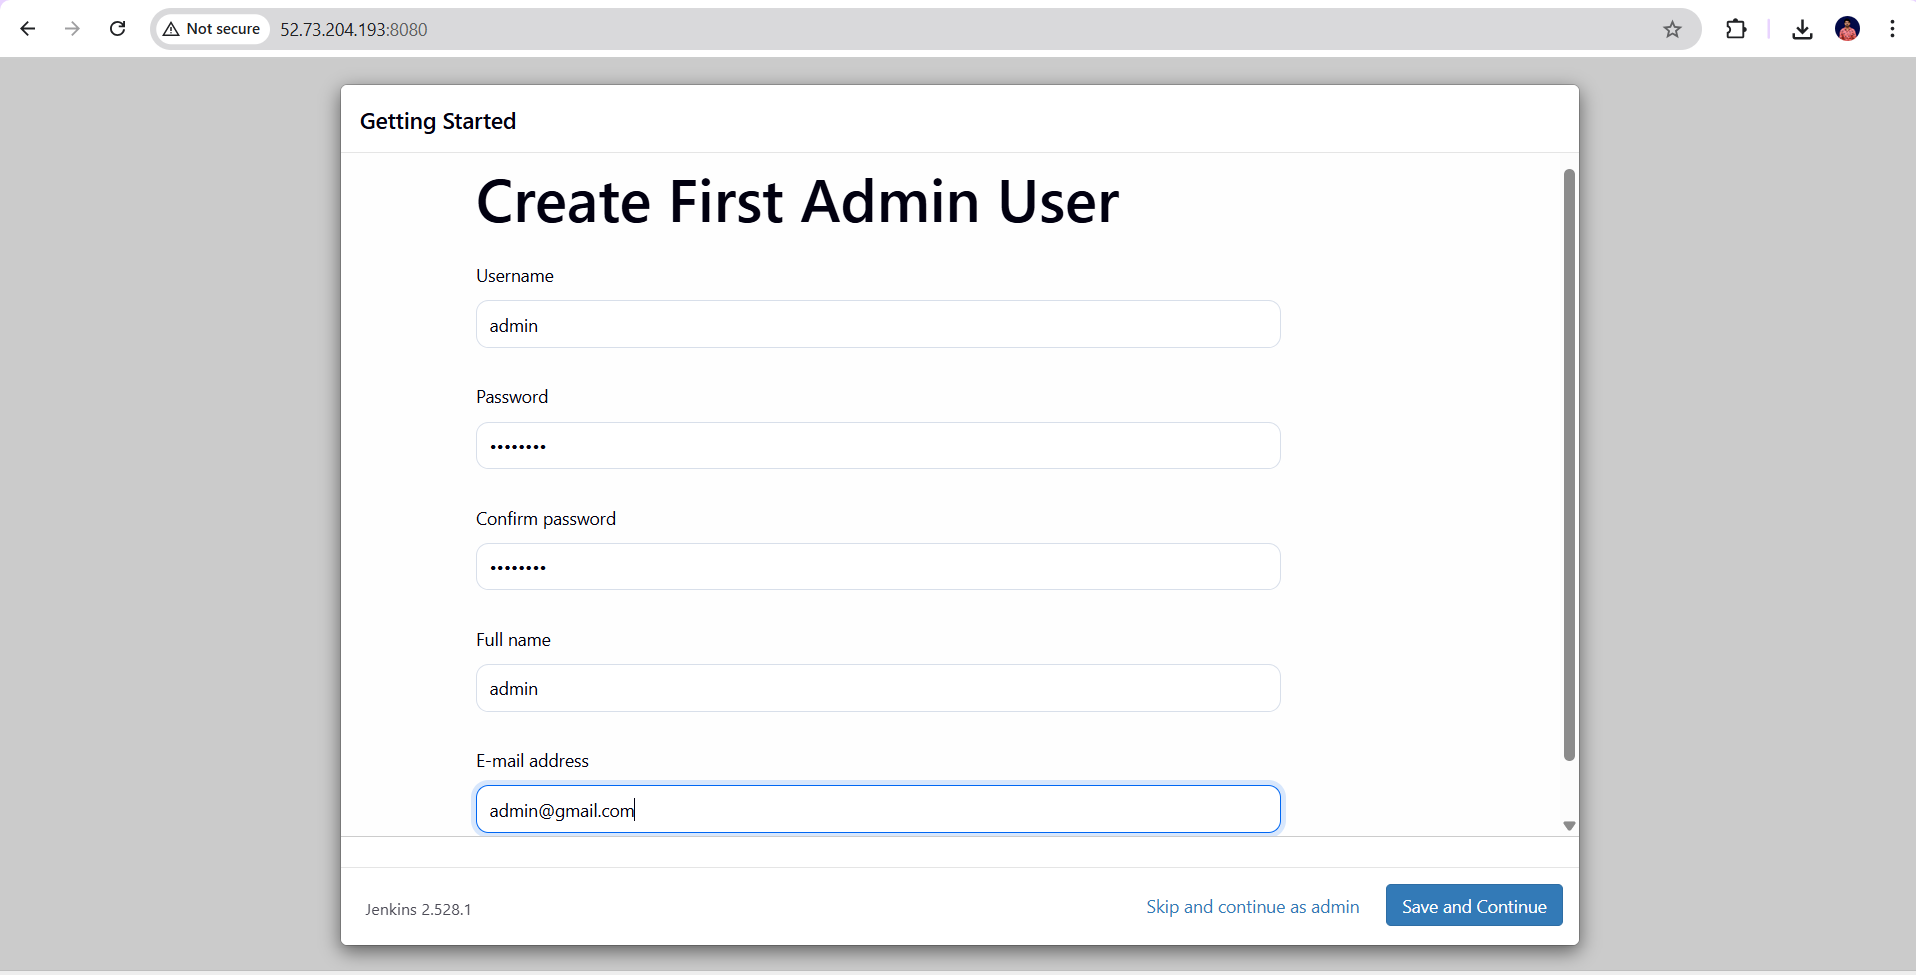 Not secure 52.73.204.193:8080
Getting Started
Create First Admin User
Username
admin
Password
••••••••
Confirm password
••••••••
Full name
admin
E-mail address
admin@gmail.com
Jenkins 2.528.1
Skip and continue as admin
Save and Continue